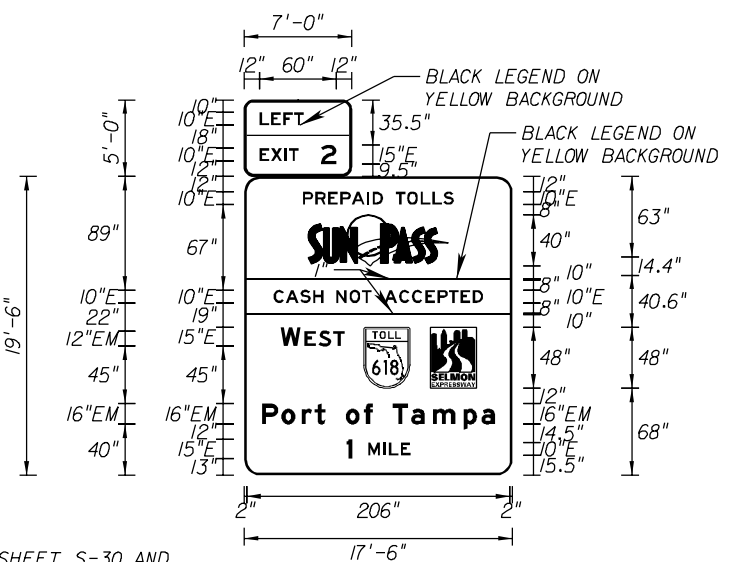 7'-0"
12" 60" 12"
BLACK LEGEND ON
YELLOW BACKGROUND
10"
10"E
18"
10"E
12"
5'-0"
LEFT
EXIT 2
35.5"
15"E
9.5"
BLACK LEGEND ON
YELLOW BACKGROUND
19'-6"
89"
10"E
22"
12"EM
45"
16"EM
40"
12"
10"E
67"
10"E
19"
15"E
45"
16"EM
12"
15"E
13"
PREPAID TOLLS
SUN PASS
1"
CASH NOT ACCEPTED
WEST
TOLL
618
SELMON
EXPRESSWAY
Port of Tampa
1 MILE
12"
10"E
8"
40"
8" 10"
10"E
8"
10"
48"
12"
16"EM
14.5"
10"E
15.5"
63"
14.4"
40.6"
48"
68"
2" 206" 2"
17'-6"
SHEET S-30 AND